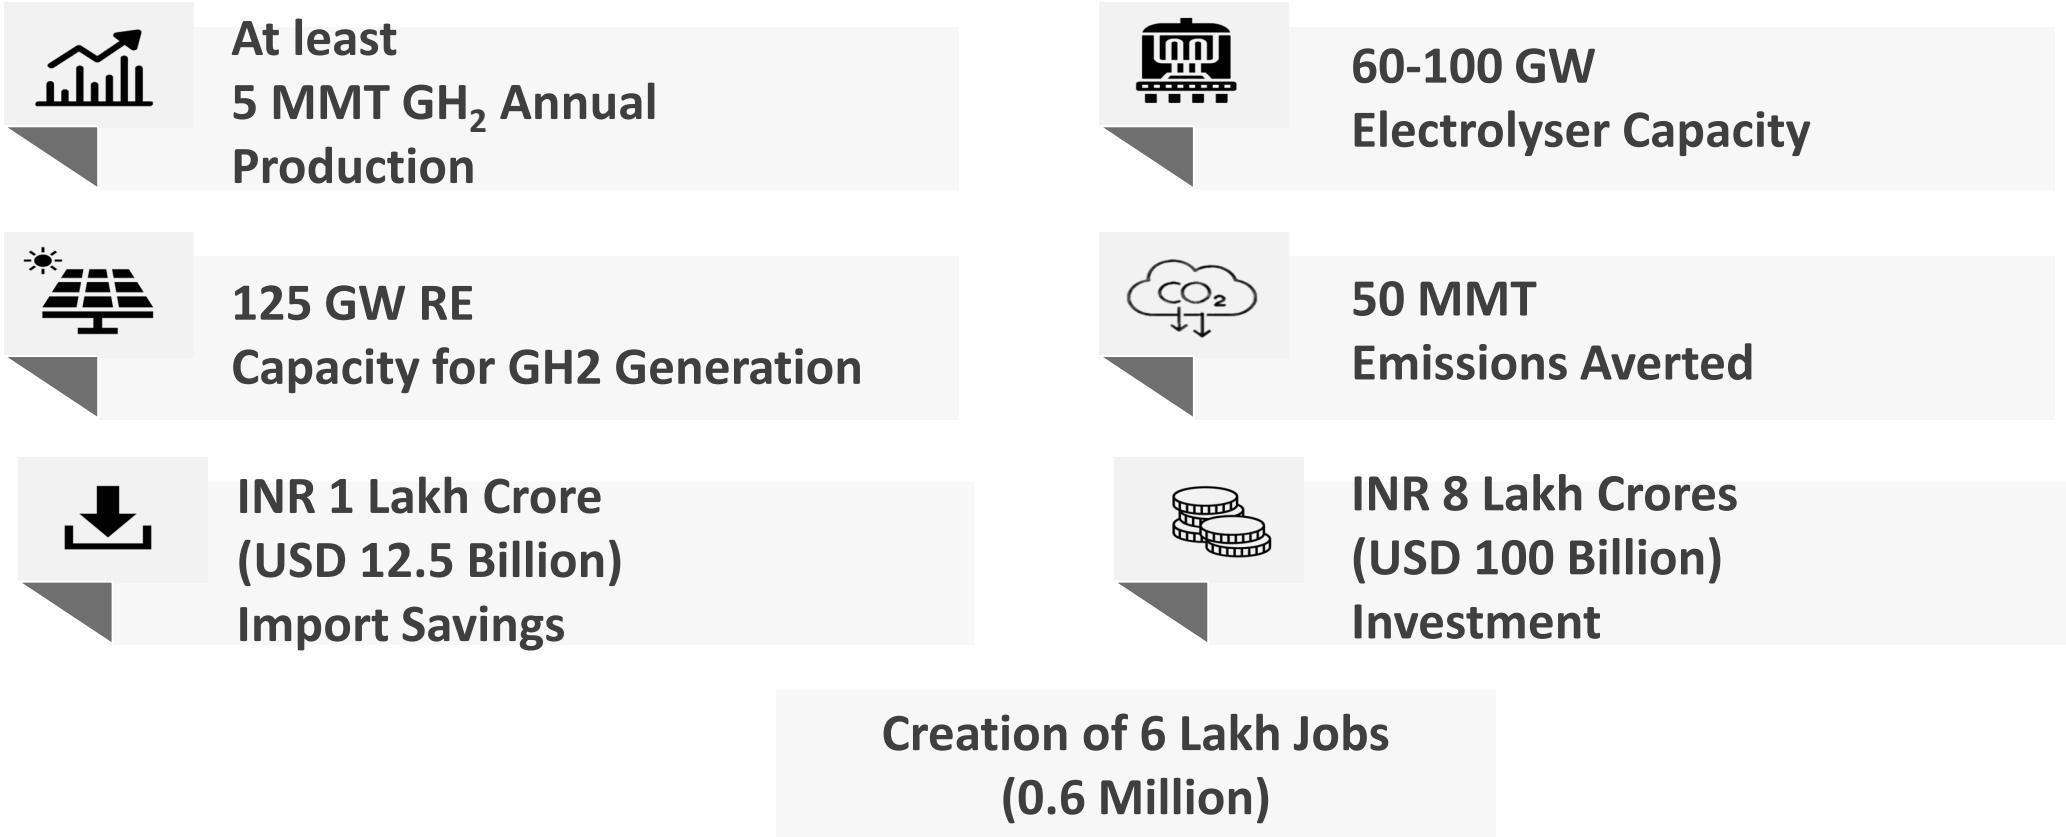 At least
5 MMT GH₂ Annual
Production
60-100 GW
Electrolyser Capacity
125 GW RE
Capacity for GH2 Generation
CO₂
50 MMT
Emissions Averted
INR 1 Lakh Crore
(USD 12.5 Billion)
Import Savings
INR 8 Lakh Crores
(USD 100 Billion)
Investment
Creation of 6 Lakh Jobs
(0.6 Million)